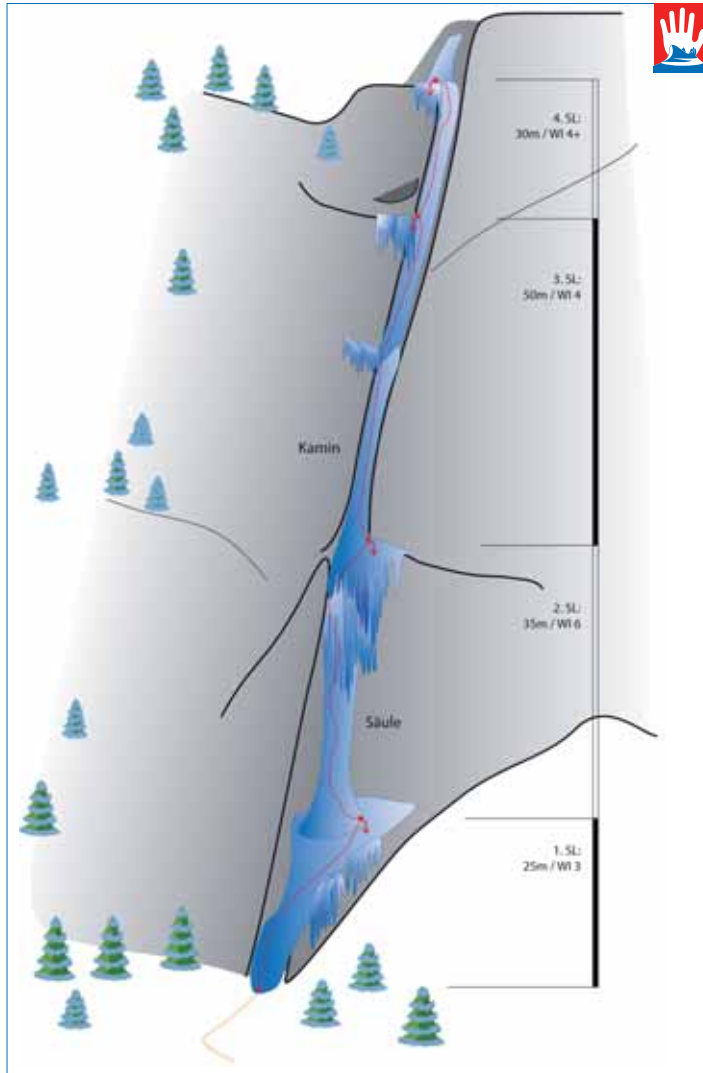 4. SL:
30m / WI 4+
3. SL:
50m / WI 4
Kamin
2. SL:
35m / WI 6
Säule
1. SL:
25m / WI 3